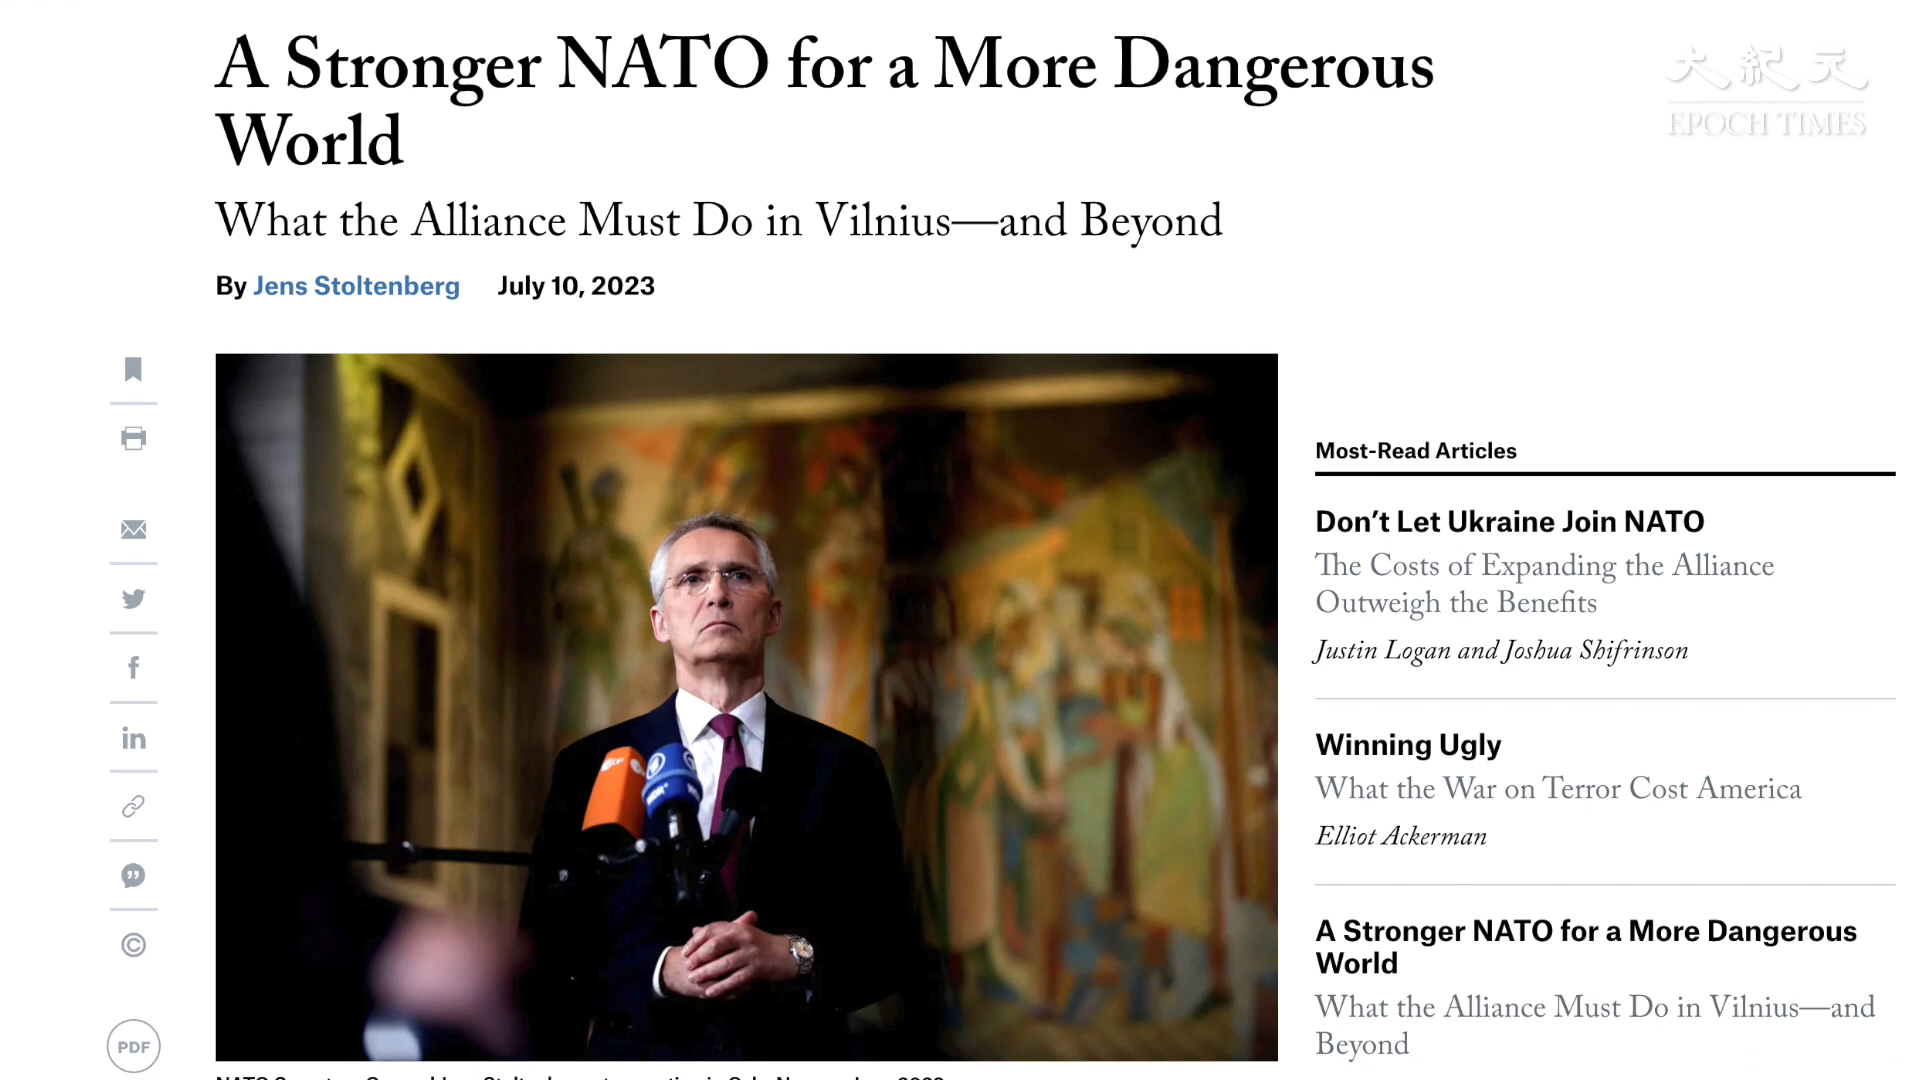 A Stronger NATO for a More Dangerous
World
What the Alliance Must Do in Vilnius—and Beyond
By Jens Stoltenberg July 10, 2023
大紀元
EPOCH TIMES
PDF
ZDF
WDR
Most-Read Articles
Don’t Let Ukraine Join NATO
The Costs of Expanding the Alliance
Outweigh the Benefits
Justin Logan and Joshua Shifrinson
Winning Ugly
What the War on Terror Cost America
Elliot Ackerman
A Stronger NATO for a More Dangerous
World
What the Alliance Must Do in Vilnius—and
Beyond